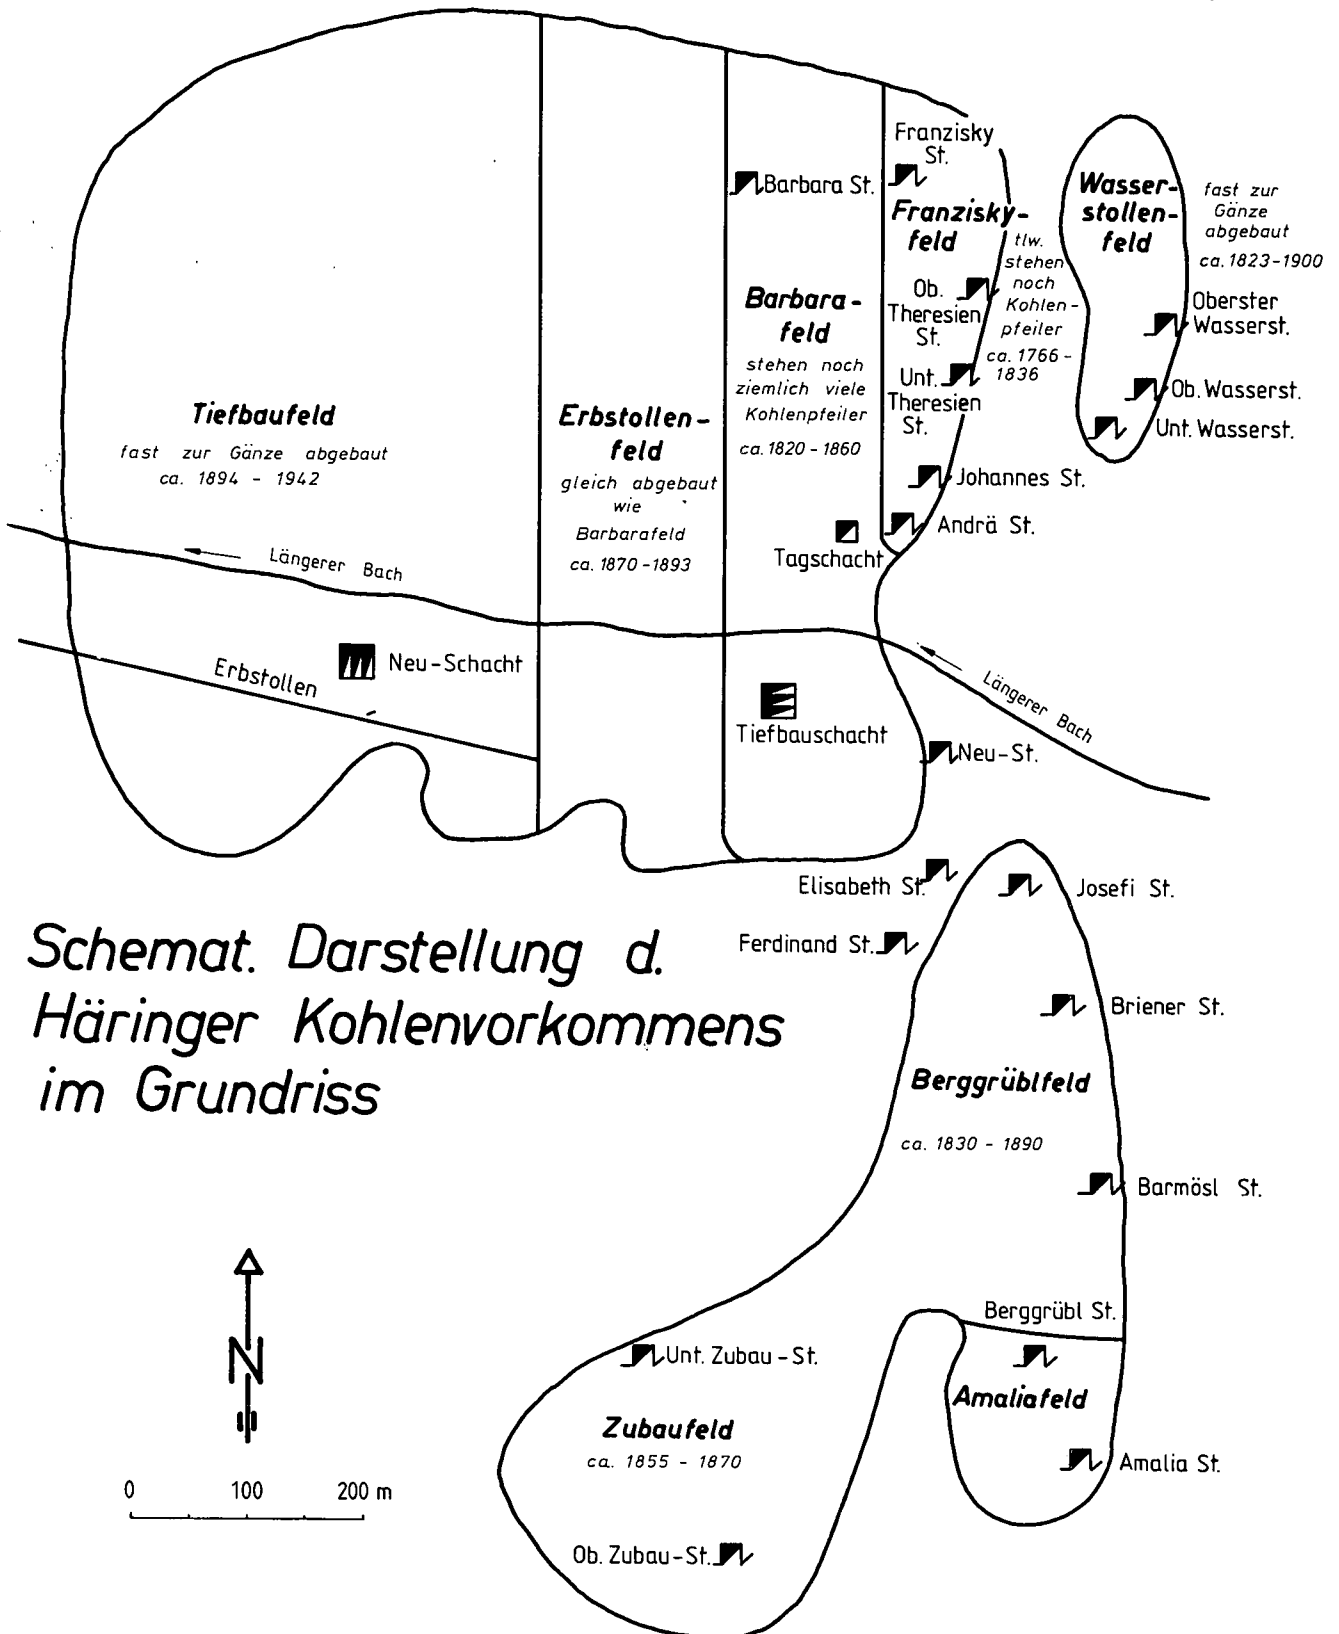 Franzisky
St.
Barbara St.
Franzisky-
feld
tlw.
stehen
noch
Kohlen-
pfeiler
ca. 1766 -
1836
Wasser-
stollen-
feld
fast zur
Gänze
abgebaut
ca. 1823-1900
Ob.
Theresien
St.
Oberster
Wasserst.
Barbara-
feld
stehen noch
ziemlich viele
Kohlenpfeiler
ca. 1820 - 1860
Unt.
Theresien
St.
Ob. Wasserst.
Unt. Wasserst.
Tiefbaufeld
fast zur Gänze abgebaut
ca. 1894 - 1942
Erbstollen-
feld
gleich abgebaut
wie
Barbarafeld
ca. 1870-1893
Johannes St.
Andrä St.
Tagschacht
Längerer Bach
Neu-Schacht
Erbstollen
Tiefbauschacht
Längerer Bach
Neu-St.
Elisabeth St.
Josefi St.
Ferdinand St.
Schemat. Darstellung d.
Häringer Kohlenvorkommens
im Grundriss
Briener St.
Berggrüblfeld
ca. 1830 - 1890
Barmösl St.
Berggrübl St.
Unt. Zubau-St.
Amaliafeld
Zubaufeld
ca. 1855 - 1870
Amalia St.
N
0 100 200 m
Ob. Zubau-St.